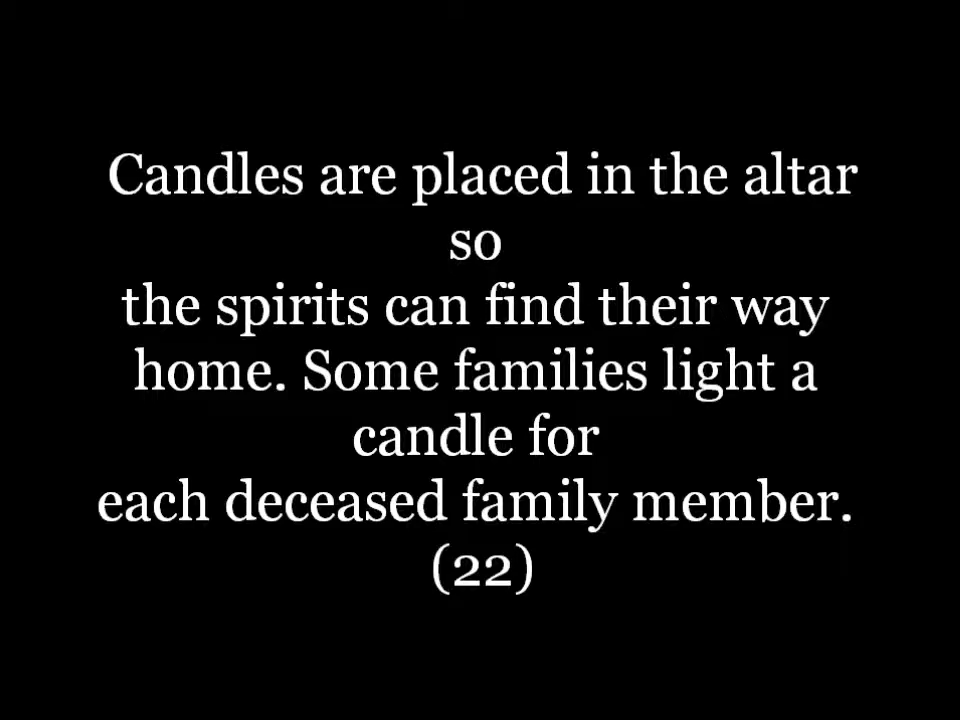 Candles are placed in the altar
so
the spirits can find their way
home. Some families light a
candle for
each deceased family member.
(22)